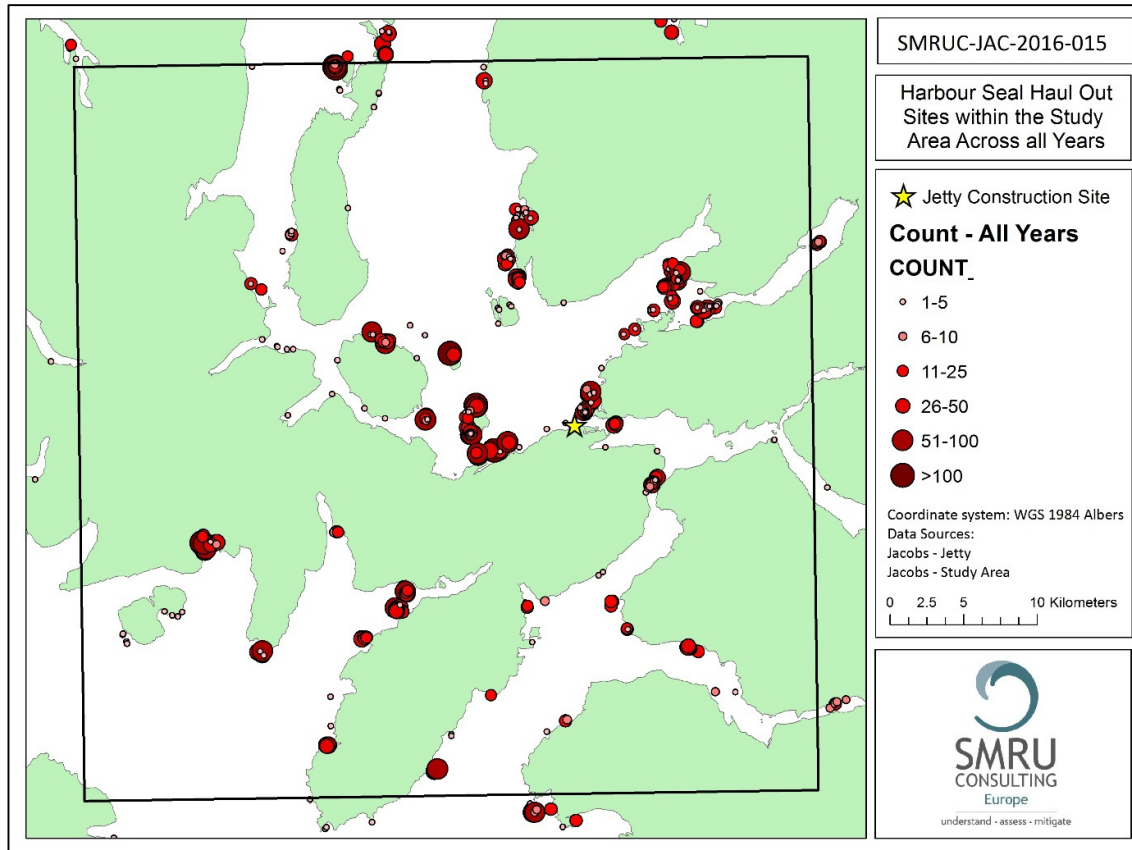 SMRUC-JAC-2016-015
Harbour Seal Haul Out
Sites within the Study
Area Across all Years
Jetty Construction Site
Count - All Years
COUNT_
1-5
6-10
11-25
26-50
51-100
>100
Coordinate system: WGS 1984 Albers
Data Sources:
Jacobs - Jetty
Jacobs - Study Area
0 2.5 5 10 Kilometers
SMRU
CONSULTING
Europe
understand - assess - mitigate